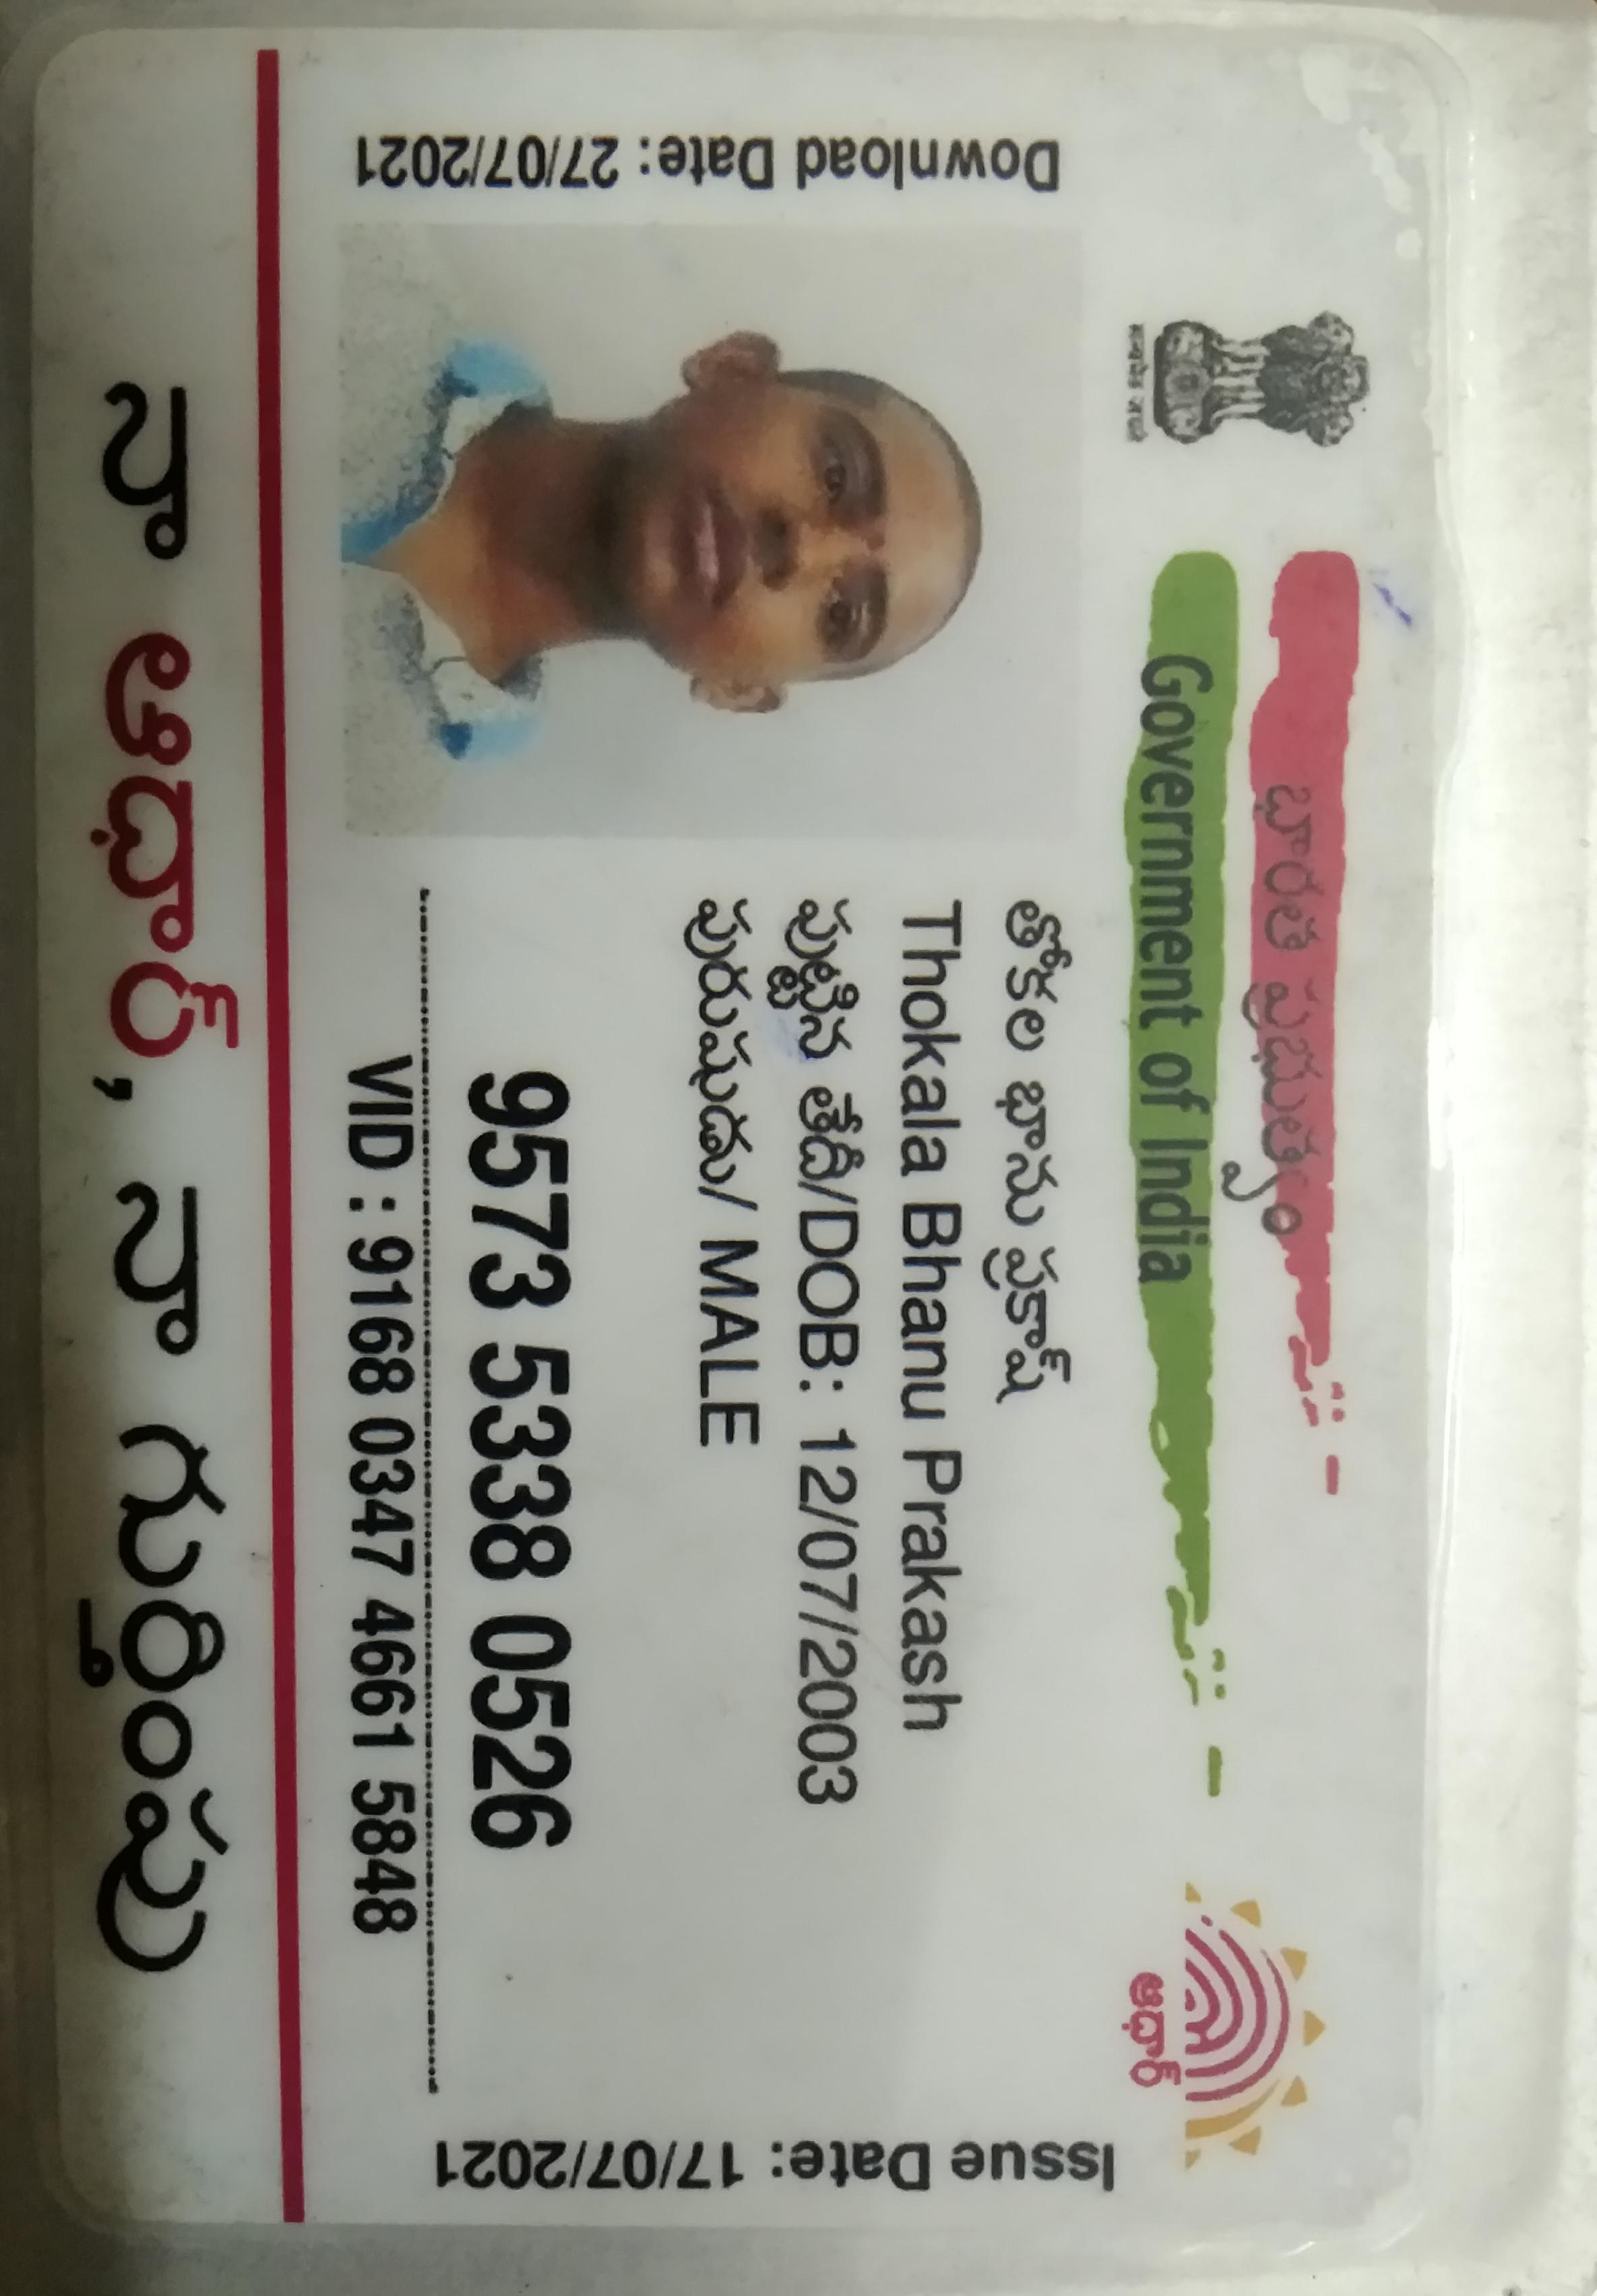 భారత ప్రభుత్వం
Government of India
ఆధార్
Download Date: 27/07/2021
తోకల భాను ప్రకాష్
Thokala Bhanu Prakash
పుట్టిన తేదీ/DOB: 12/07/2003
పురుషుడు/ MALE
Issue Date: 17/07/2021
9573 5338 0526
VID : 9168 0347 4661 5848
నా ఆధార్, నా గుర్తింపు